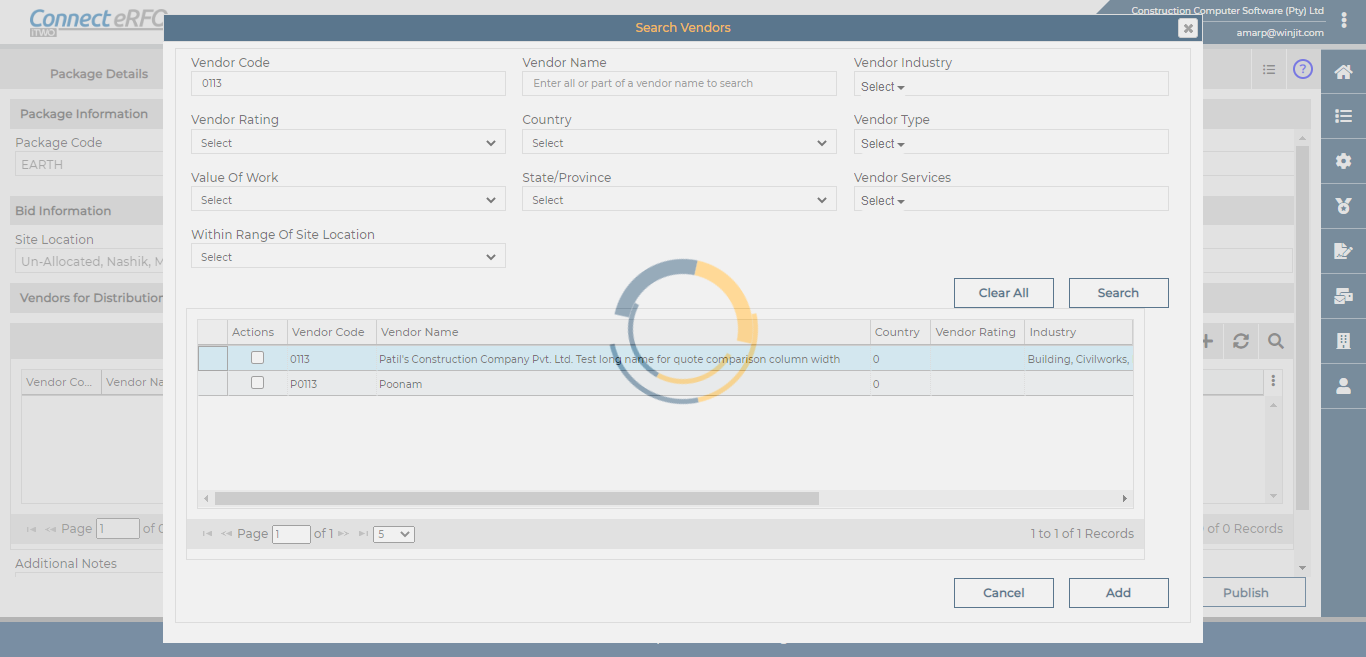 Connect eRFQ
iTWO
Construction Computer Software (Pty) Ltd
amarp@winjit.com
Search Vendors
Package Details
Package Information
Package Code
EARTH
Bid Information
Site Location
Un-Allocated, Nashik, M
Vendors for Distribution
Vendor Co... Vendor Na
Page 1 of 0
Additional Notes
Vendor Code Vendor Name Vendor Industry
0113 Enter all or part of a vendor name to search Select
Vendor Rating Country Vendor Type
Select Select Select
Value Of Work State/Province Vendor Services
Select Select Select
Within Range Of Site Location
Select
Clear All Search
Actions Vendor Code Vendor Name Country Vendor Rating Industry
0113 Patil's Construction Company Pvt. Ltd. Test long name for quote comparison column width 0 Building, Civilworks,
P0113 Poonam 0
Page 1 of 1 5 1 to 1 of 1 Records
Cancel Add
?
of 0 Records
Publish